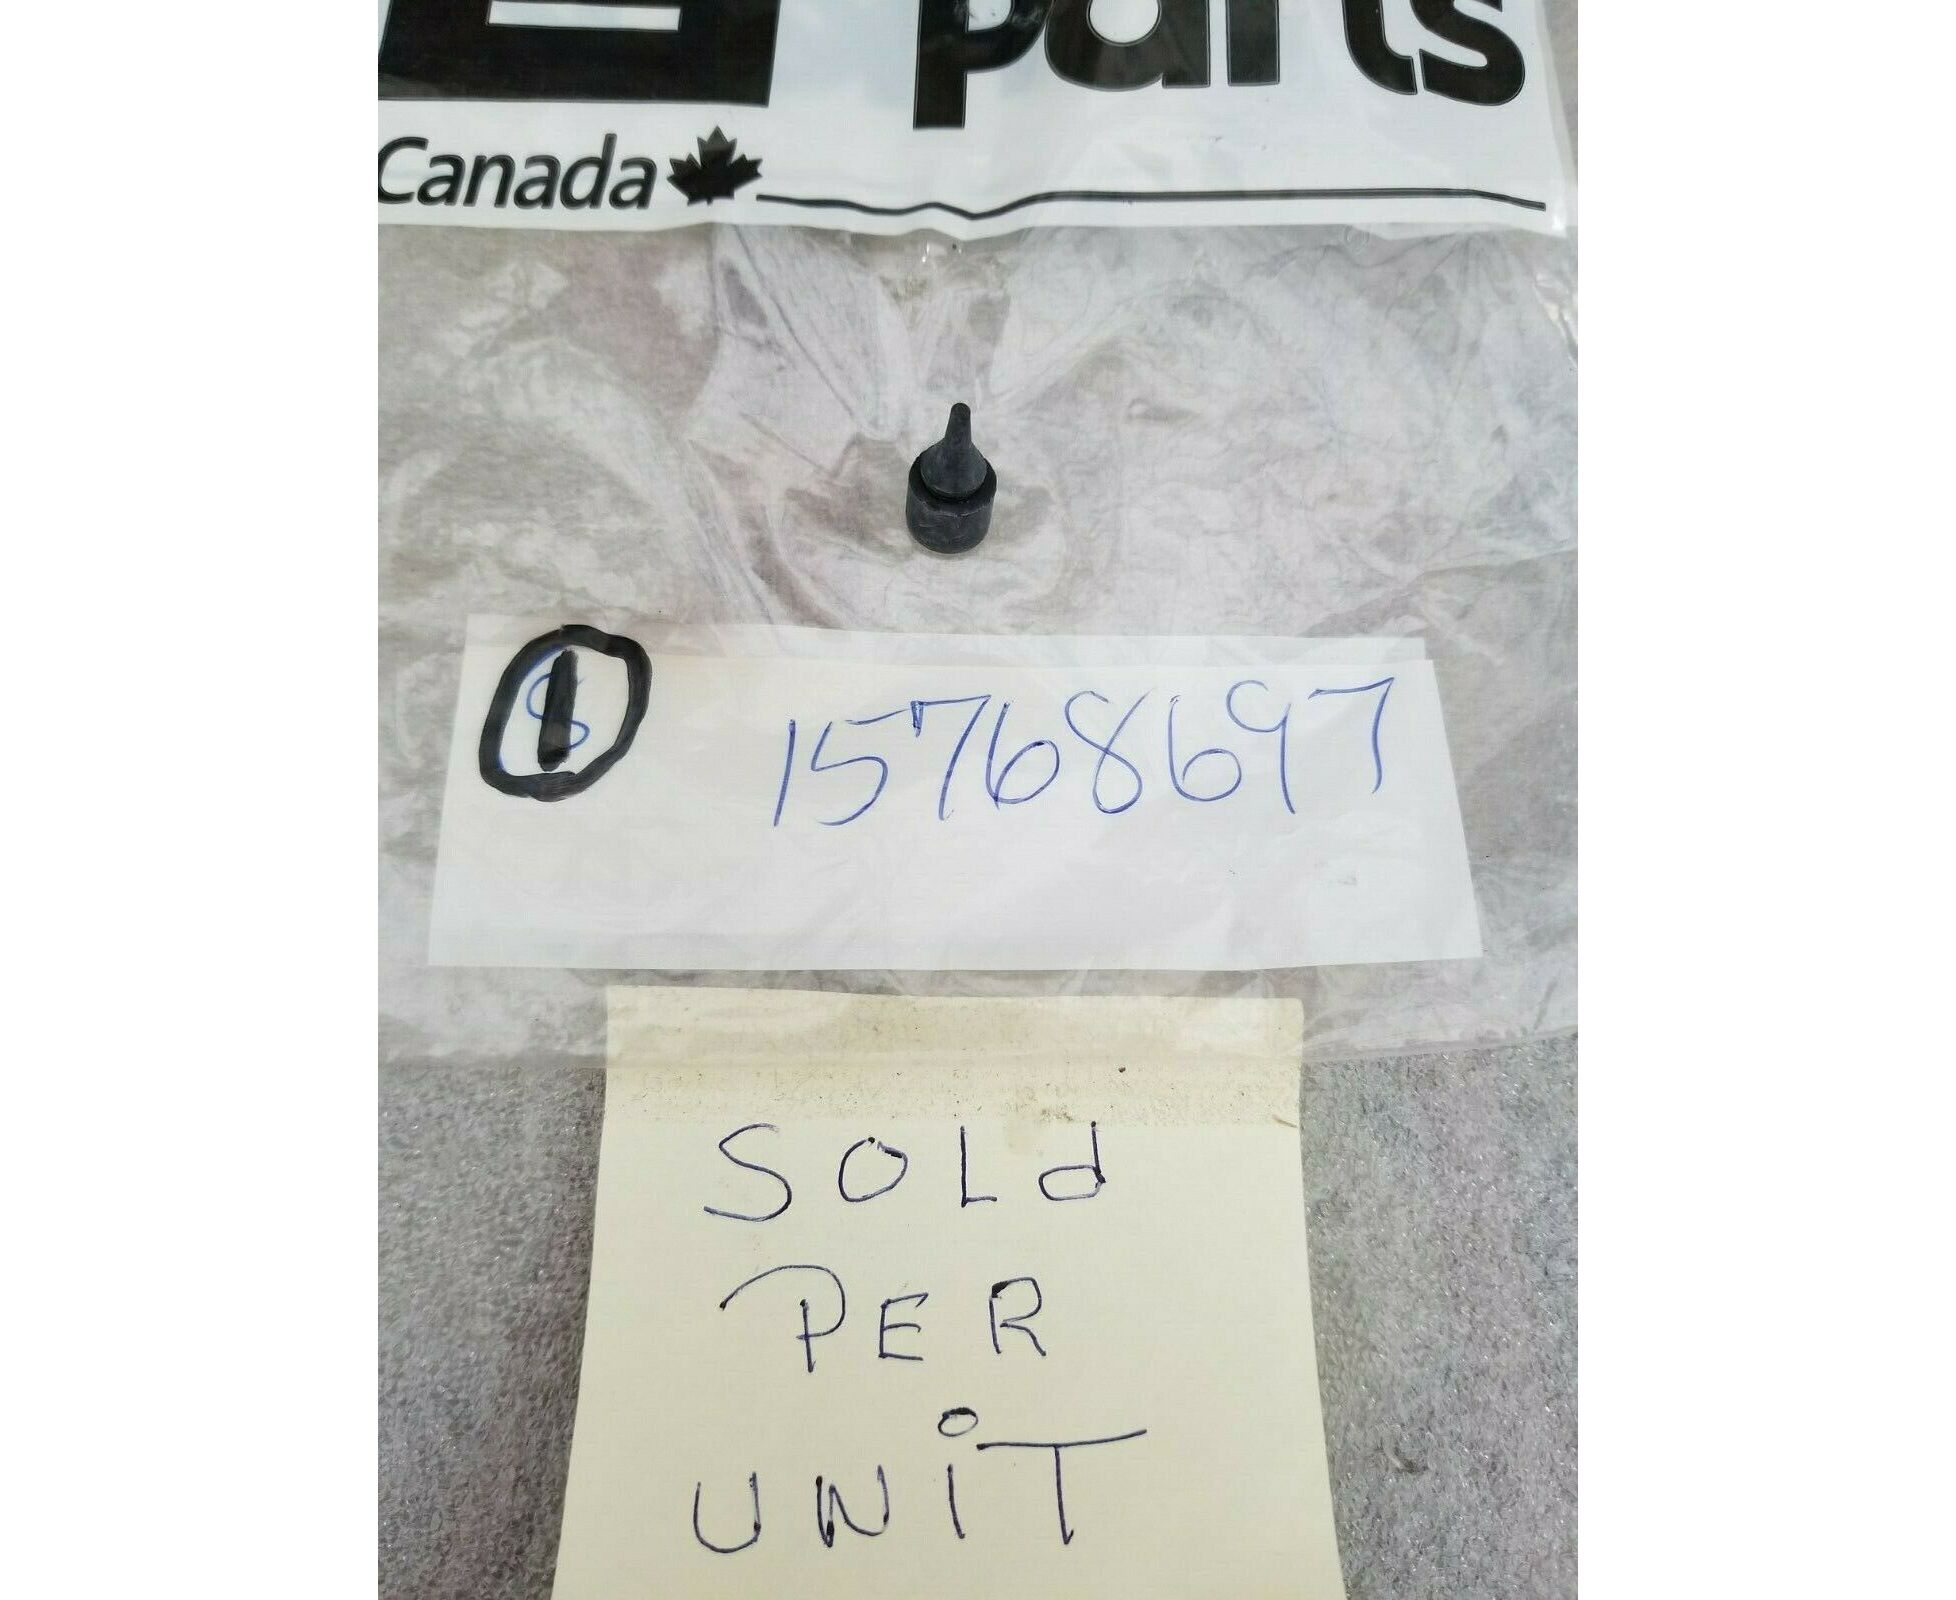 parts
Canada
1 15768697
SOLd
PER
UNiT